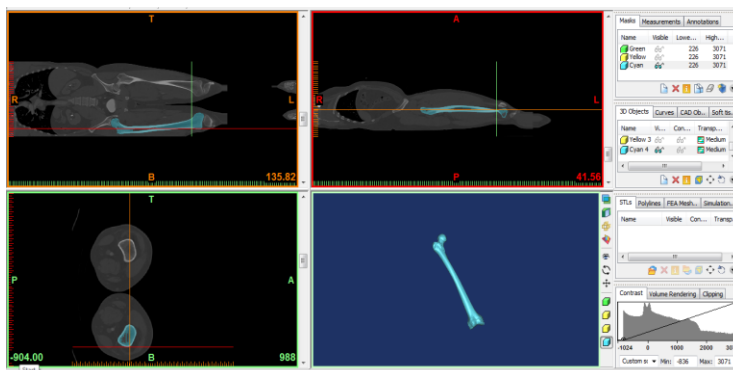 T
R
L
B
135.82
A
R
L
P
41.56
T
P
A
B
-904.00
988
Masks Measurements Annotations
Name Visible Lowe... High...
Green 226 3071
Yellow 226 3071
Cyan 226 3071
3D Objects Curves CAD Ob... Soft tis...
Name Vi... Con... Transp...
Yellow 3 Medium
Cyan 4 Medium
STLs Polylines FEA Mesh... Simulation...
Name Visible Con... Transp
Contrast Volume Rendering Clipping
-1024 0 1000 2000
Custom Min: -836 Max: 3071